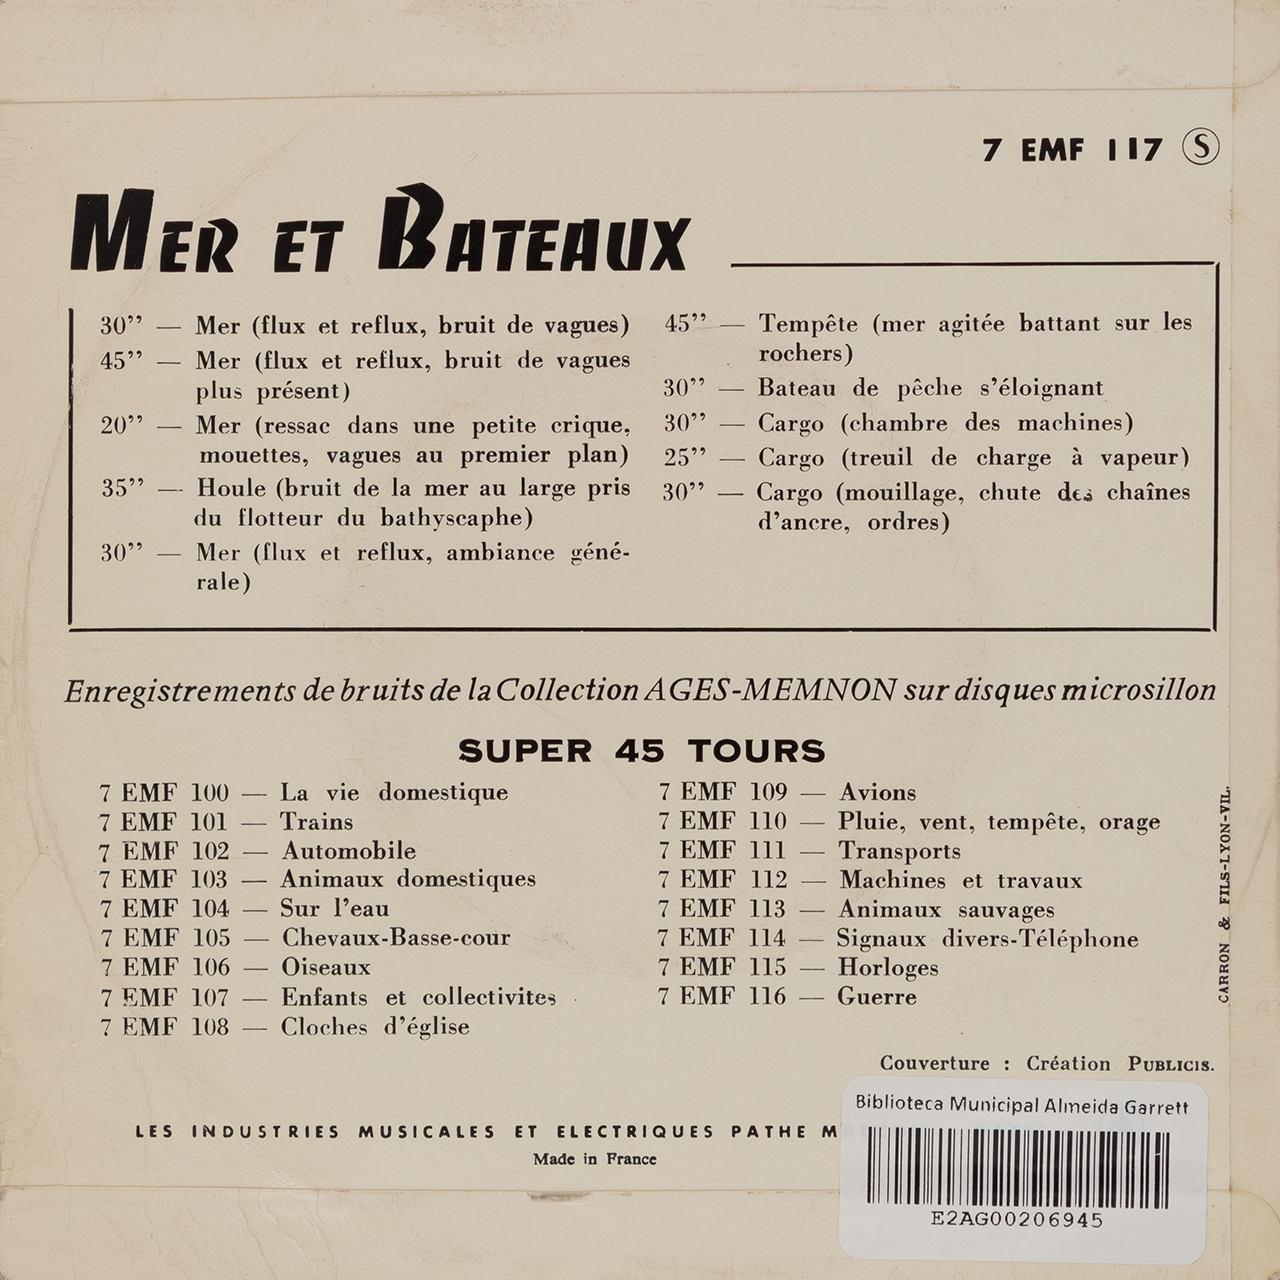 7 EMF 117 Ⓢ
MER ET BATEAUX
30’’ — Mer (flux et reflux, bruit de vagues)
45’’ — Mer (flux et reflux, bruit de vagues
plus présent)
20’’ — Mer (ressac dans une petite crique,
mouettes, vagues au premier plan)
35’’ — Houle (bruit de la mer au large pris
du flotteur du bathyscaphe)
30’’ — Mer (flux et reflux, ambiance géné-
rale)
45’’ — Tempête (mer agitée battant sur les
rochers)
30’’ — Bateau de pêche s’éloignant
30’’ — Cargo (chambre des machines)
25’’ — Cargo (treuil de charge à vapeur)
30’’ — Cargo (mouillage, chute des chaînes
d’ancre, ordres)
Enregistrements de bruits de la Collection AGES-MEMNON sur disques microsillon
SUPER 45 TOURS
7 EMF 100 — La vie domestique
7 EMF 101 — Trains
7 EMF 102 — Automobile
7 EMF 103 — Animaux domestiques
7 EMF 104 — Sur l’eau
7 EMF 105 — Chevaux-Basse-cour
7 EMF 106 — Oiseaux
7 EMF 107 — Enfants et collectivites
7 EMF 108 — Cloches d’église
7 EMF 109 — Avions
7 EMF 110 — Pluie, vent, tempête, orage
7 EMF 111 — Transports
7 EMF 112 — Machines et travaux
7 EMF 113 — Animaux sauvages
7 EMF 114 — Signaux divers-Téléphone
7 EMF 115 — Horloges
7 EMF 116 — Guerre
CARRON & FILS-LYON-VIL.
Couverture : Création PUBLICIS.
LES INDUSTRIES MUSICALES ET ELECTRIQUES PATHE
Made in France
Biblioteca Municipal Almeida Garrett
E2AG00206945